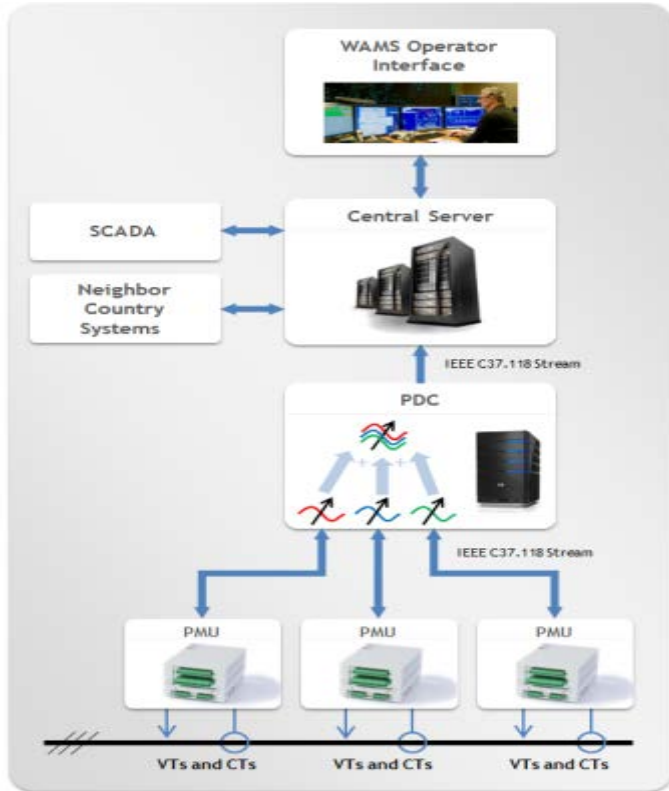 WAMS Operator
Interface
Central Server
SCADA
Neighbor
Country
Systems
IEEE C37.118 Stream
PDC
IEEE C37.118 Stream
PMU
PMU
PMU
VTs and CTs
VTs and CTs
VTs and CTs